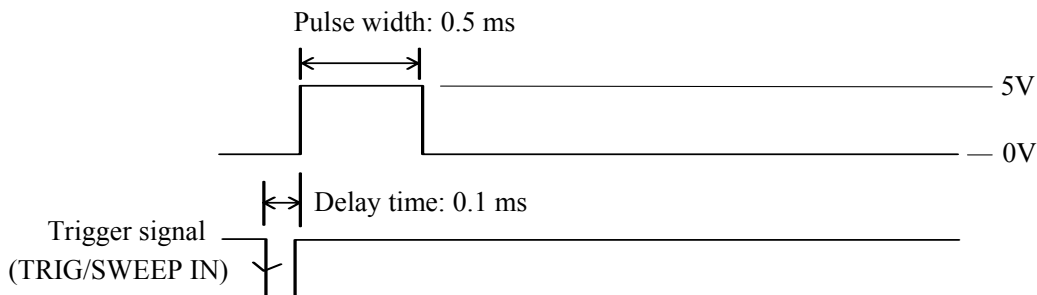 Pulse width: 0.5 ms
5V
0V
Delay time: 0.1 ms
Trigger signal
(TRIG/SWEEP IN)